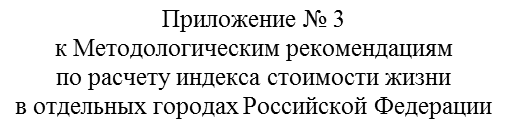 Приложение № 3
к Методологическим рекомендациям
по расчету индекса стоимости жизни
в отдельных городах Российской Федерации